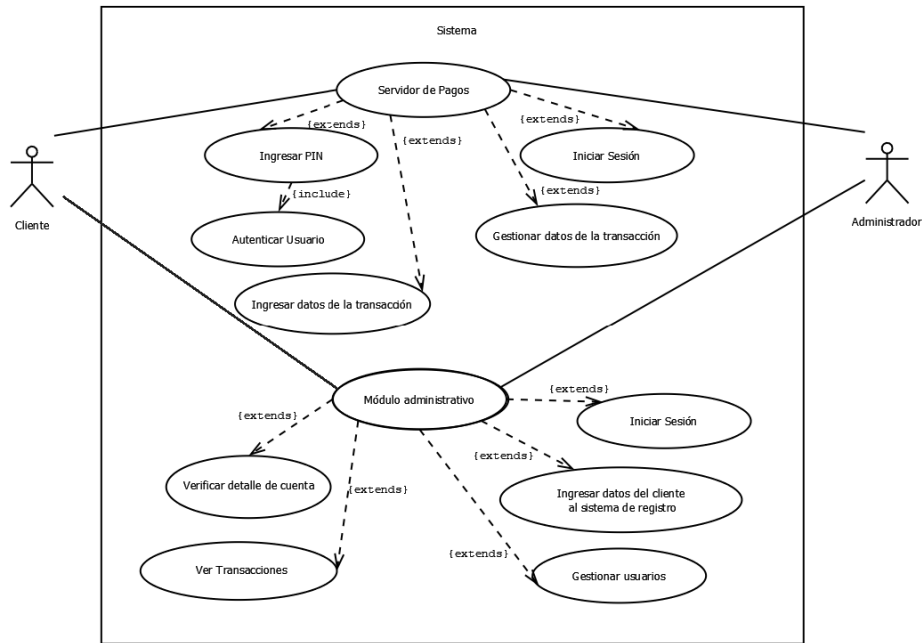 Sistema
Servidor de Pagos
{extends}
{extends}
{extends}
{extends}
Ingresar PIN
Iniciar Sesión
{include}
Cliente
Administrador
Autenticar Usuario
Gestionar datos de la transacción
Ingresar datos de la transacción
Módulo administrativo
{extends}
{extends}
Iniciar Sesión
{extends}
Verificar detalle de cuenta
{extends}
Ingresar datos del cliente
al sistema de registro
{extends}
Ver Transacciones
Gestionar usuarios